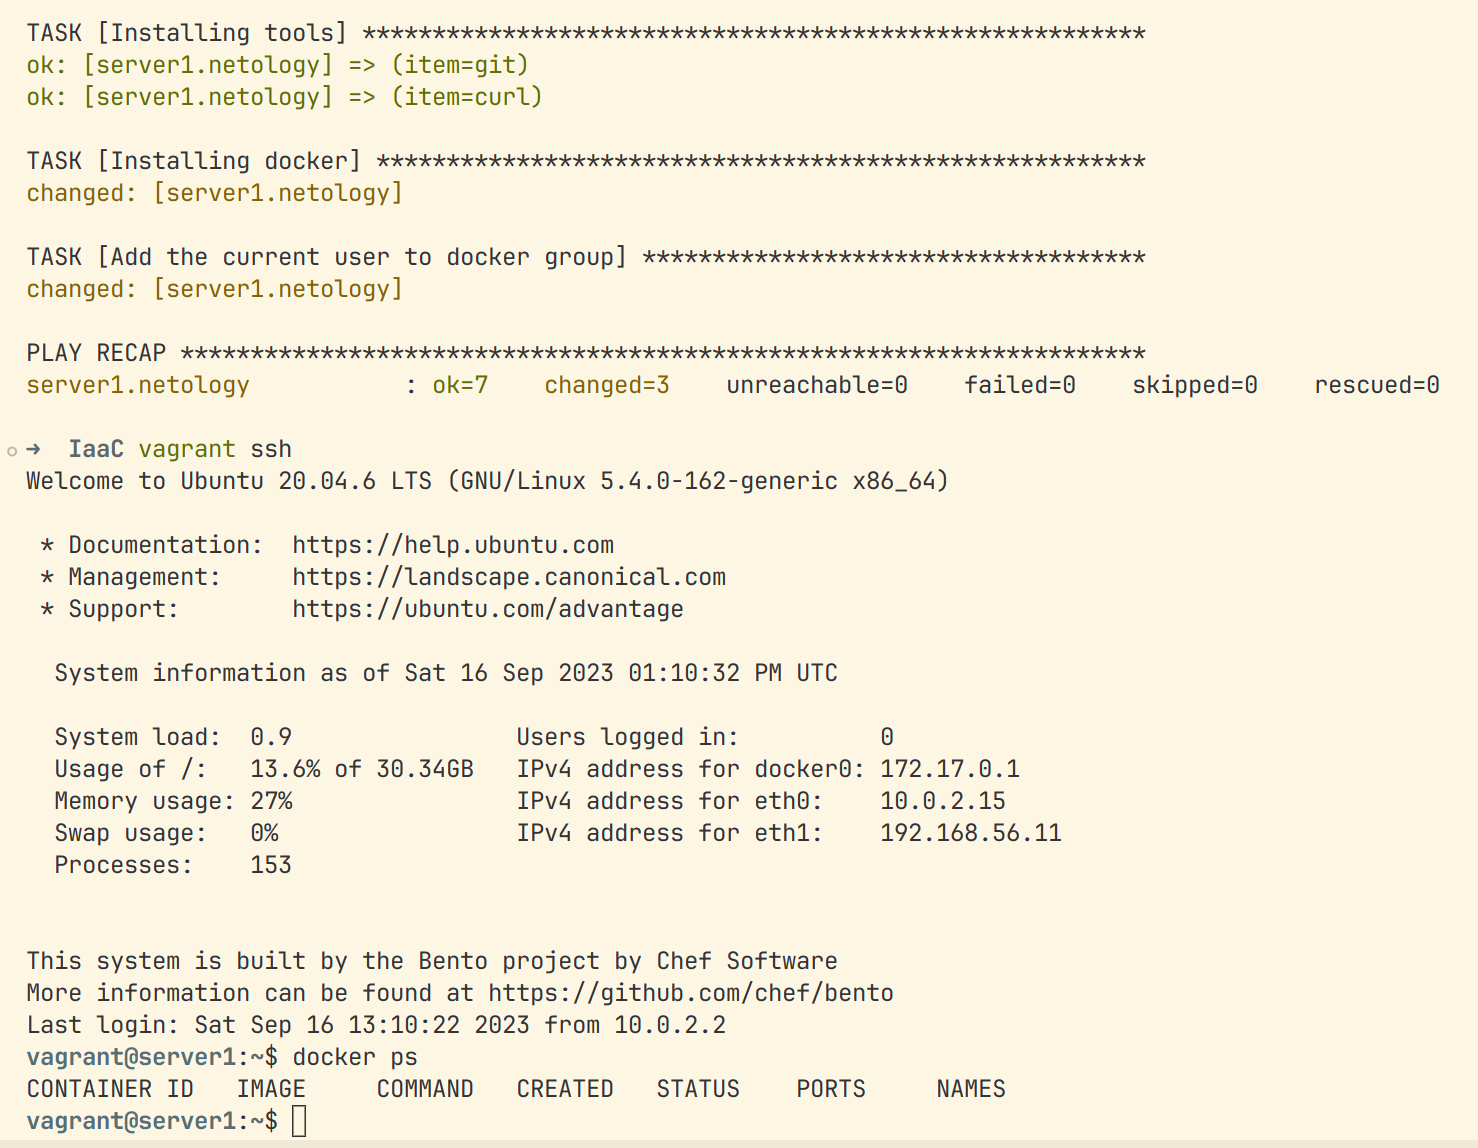 TASK [Installing tools] ********************************************************
ok: [server1.netology] => (item=git)
ok: [server1.netology] => (item=curl)
TASK [Installing docker] *******************************************************
changed: [server1.netology]
TASK [Add the current user to docker group] ************************************
changed: [server1.netology]
PLAY RECAP *********************************************************************
server1.netology           : ok=7    changed=3    unreachable=0    failed=0    skipped=0    rescued=0
➜  IaaC vagrant ssh
Welcome to Ubuntu 20.04.6 LTS (GNU/Linux 5.4.0-162-generic x86_64)
 * Documentation:  https://help.ubuntu.com
 * Management:     https://landscape.canonical.com
 * Support:        https://ubuntu.com/advantage
  System information as of Sat 16 Sep 2023 01:10:32 PM UTC
  System load:  0.9                Users logged in:          0
  Usage of /:   13.6% of 30.34GB   IPv4 address for docker0: 172.17.0.1
  Memory usage: 27%                IPv4 address for eth0:    10.0.2.15
  Swap usage:   0%                 IPv4 address for eth1:    192.168.56.11
  Processes:    153
This system is built by the Bento project by Chef Software
More information can be found at https://github.com/chef/bento
Last login: Sat Sep 16 13:10:22 2023 from 10.0.2.2
vagrant@server1:~$ docker ps
CONTAINER ID   IMAGE     COMMAND   CREATED   STATUS    PORTS     NAMES
vagrant@server1:~$